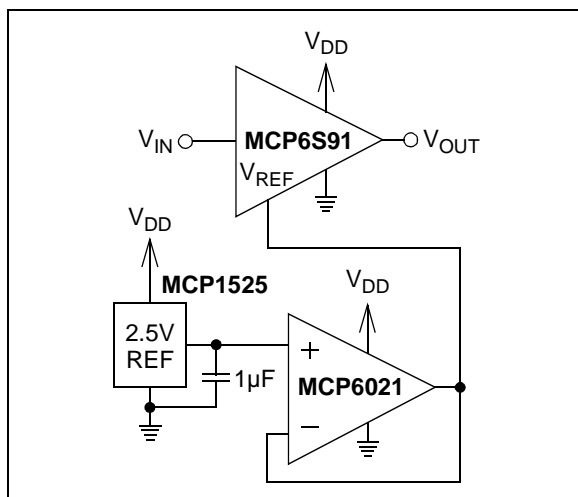 V_DD
V_IN MCP6S91 V_OUT
V_REF
V_DD
MCP1525
V_DD
2.5V
REF
1µF
+
MCP6021
−